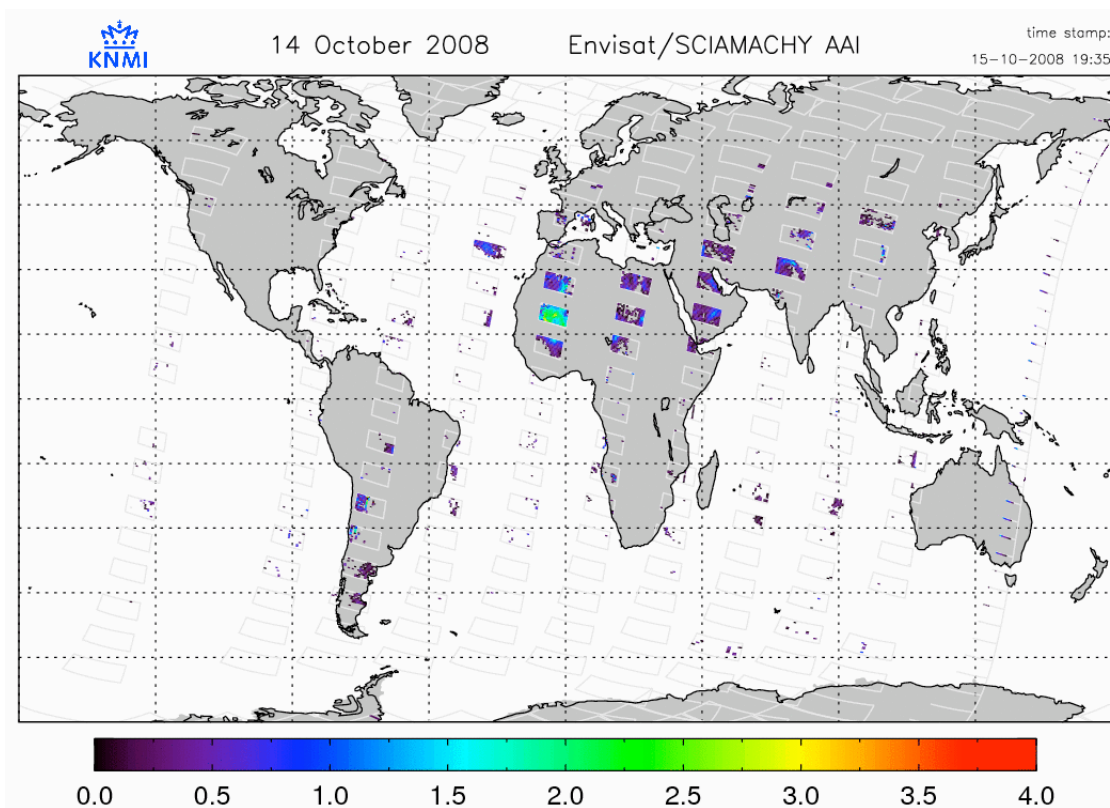 KNMI
14 October 2008 Envisat/SCIAMACHY AAI
time stamp:
15-10-2008 19:35
0.0 0.5 1.0 1.5 2.0 2.5 3.0 3.5 4.0